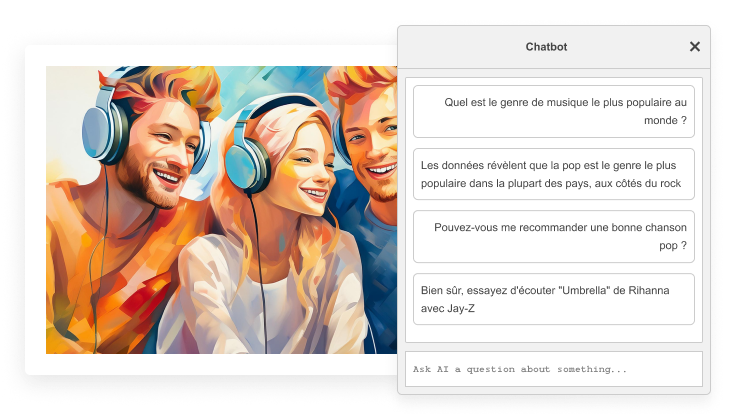 Chatbot
Quel est le genre de musique le plus populaire au
monde ?
Les données révèlent que la pop est le genre le plus
populaire dans la plupart des pays, aux côtés du rock
Pouvez-vous me recommander une bonne chanson
pop ?
Bien sûr, essayez d'écouter "Umbrella" de Rihanna
avec Jay-Z
Ask AI a question about something...